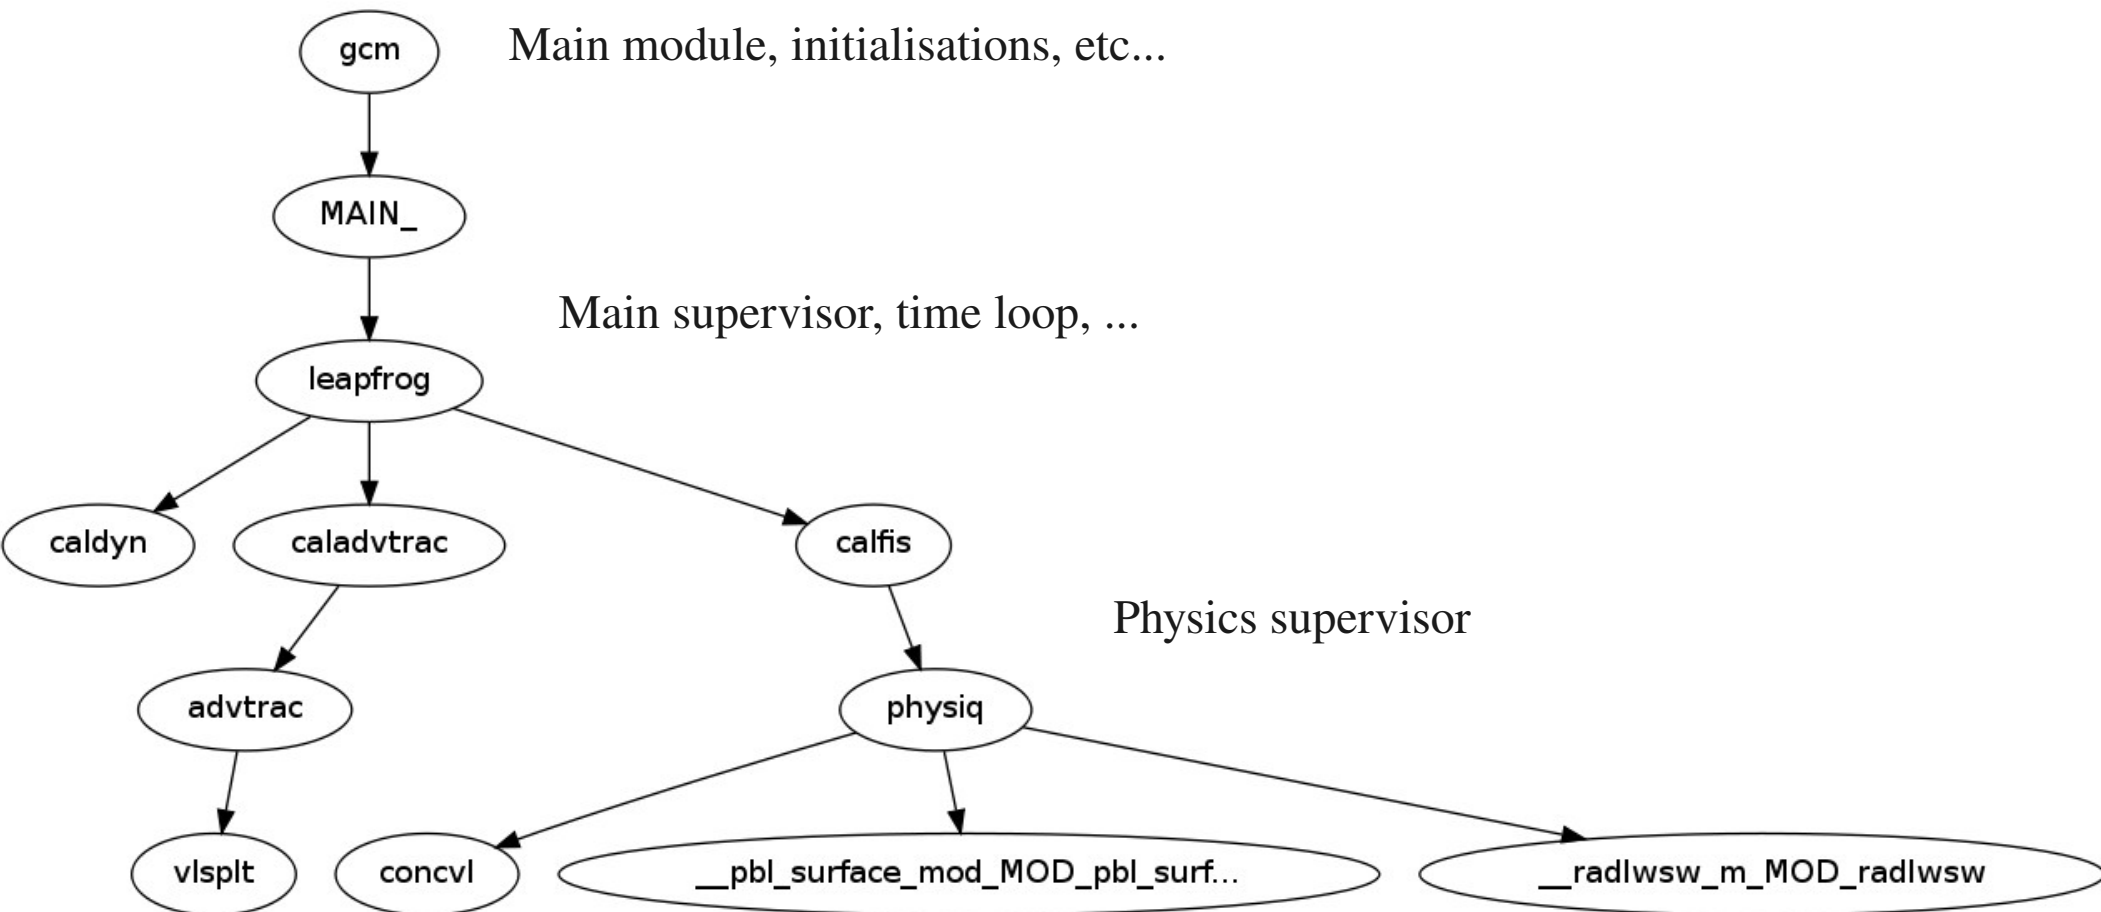 gcm
Main module, initialisations, etc...
MAIN_
Main supervisor, time loop, ...
leapfrog
caldyn
caladvtrac
calfis
Physics supervisor
advtrac
physiq
vlsplt
concvl
__pbl_surface_mod_MOD_pbl_surf...
__radlwsw_m_MOD_radlwsw